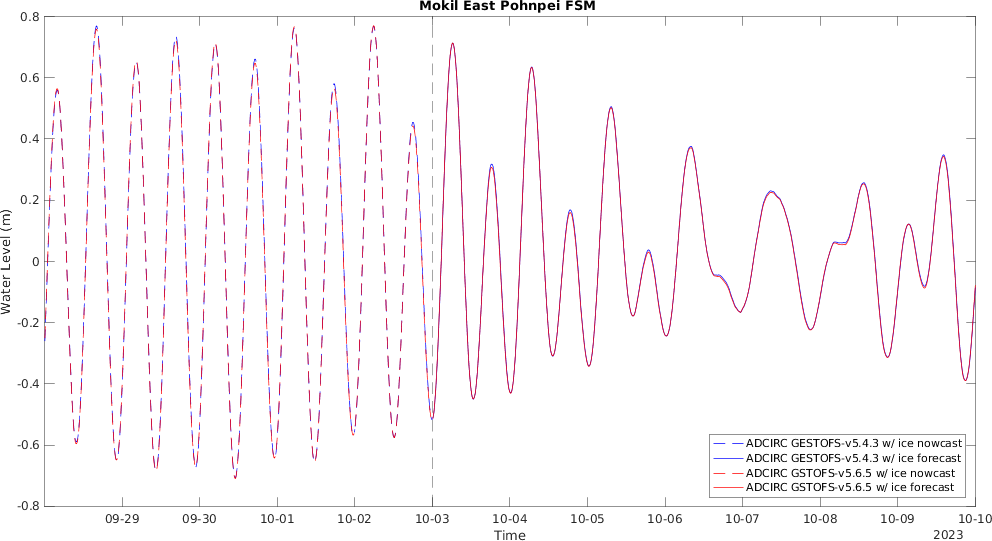 Mokil East Pohnpei FSM
Water Level (m)
0.8
0.6
0.4
0.2
0
-0.2
-0.4
-0.6
-0.8
ADCIRC GESTOFS-v5.4.3 w/ ice nowcast
ADCIRC GESTOFS-v5.4.3 w/ ice forecast
ADCIRC GSTOFS-v5.6.5 w/ ice nowcast
ADCIRC GSTOFS-v5.6.5 w/ ice forecast
09-29 09-30 10-01 10-02 10-03 10-04 10-05 10-06 10-07 10-08 10-09 10-10
Time
2023